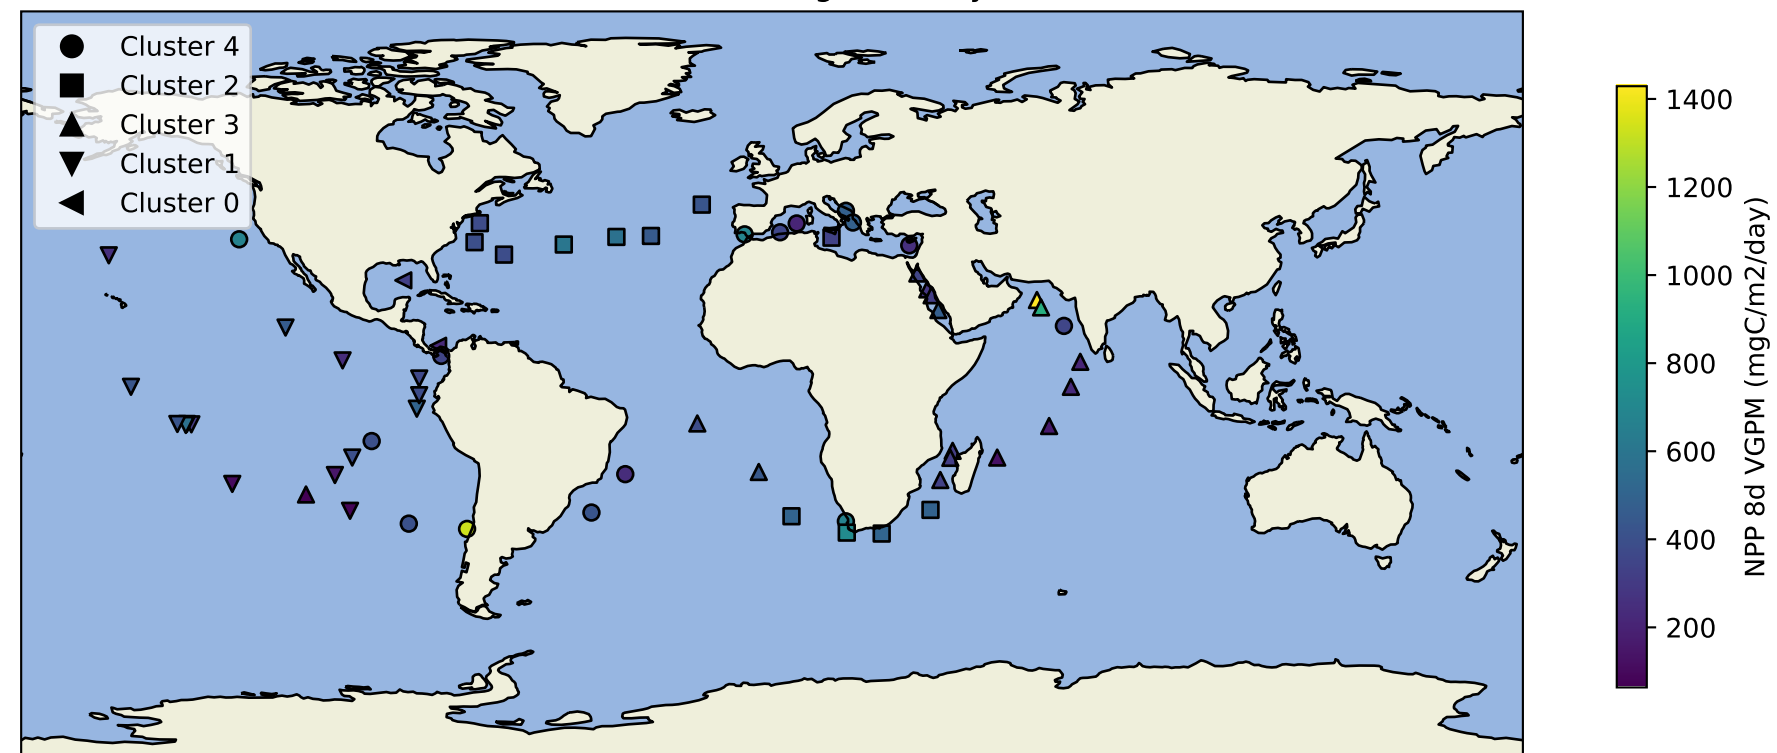 Cluster 4
Cluster 2
Cluster 3
Cluster 1
Cluster 0
1400
1200
1000
800
600
400
200
NPP 8d VGPM (mgC/m2/day)